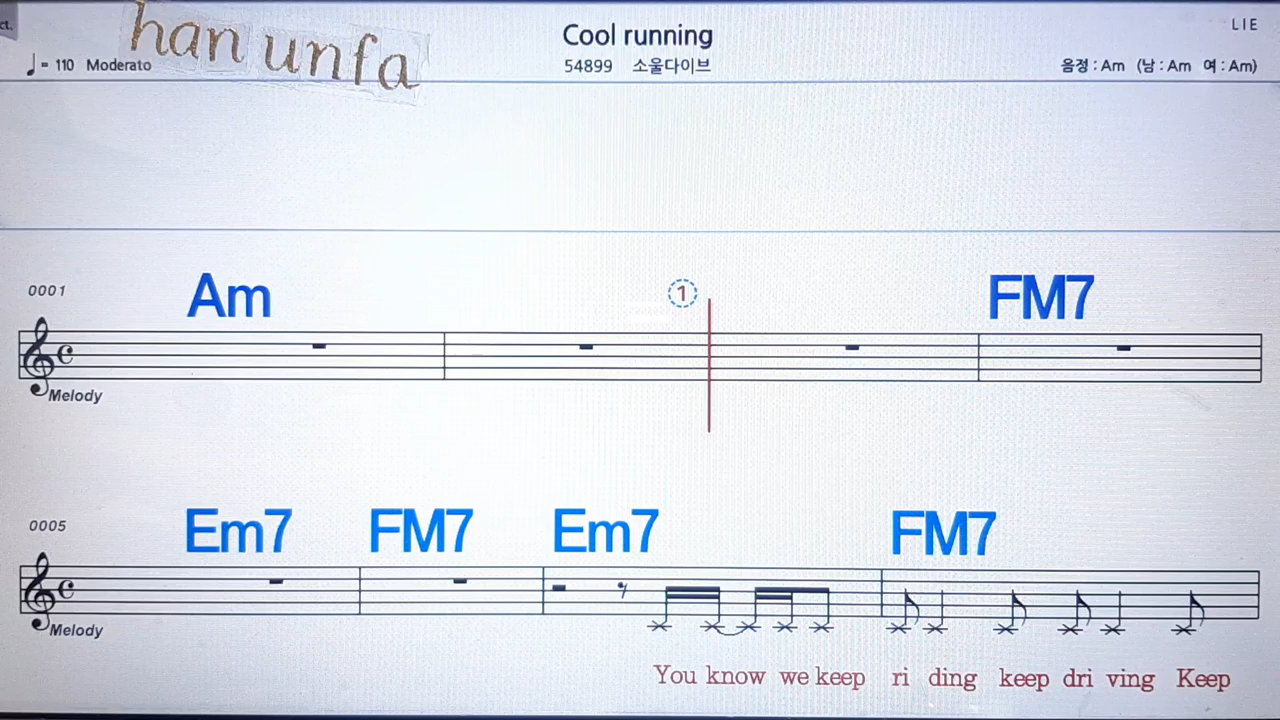 ct.
han unfa
Cool running
LIE
♩= 110 Moderato
54899 소울다이브
음정 : Am (남 : Am 여 : Am)
0001
Am
1
FM7
Melody
0005
Em7 FM7 Em7 FM7
Melody
You know we keep ri ding keep dri ving Keep